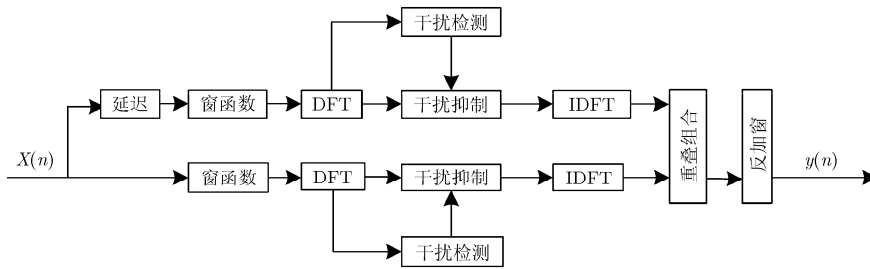 干扰检测
延迟
窗函数
DFT
干扰抑制
IDFT
X(n)
窗函数
DFT
干扰抑制
IDFT
重叠组合
反加窗
y(n)
干扰检测